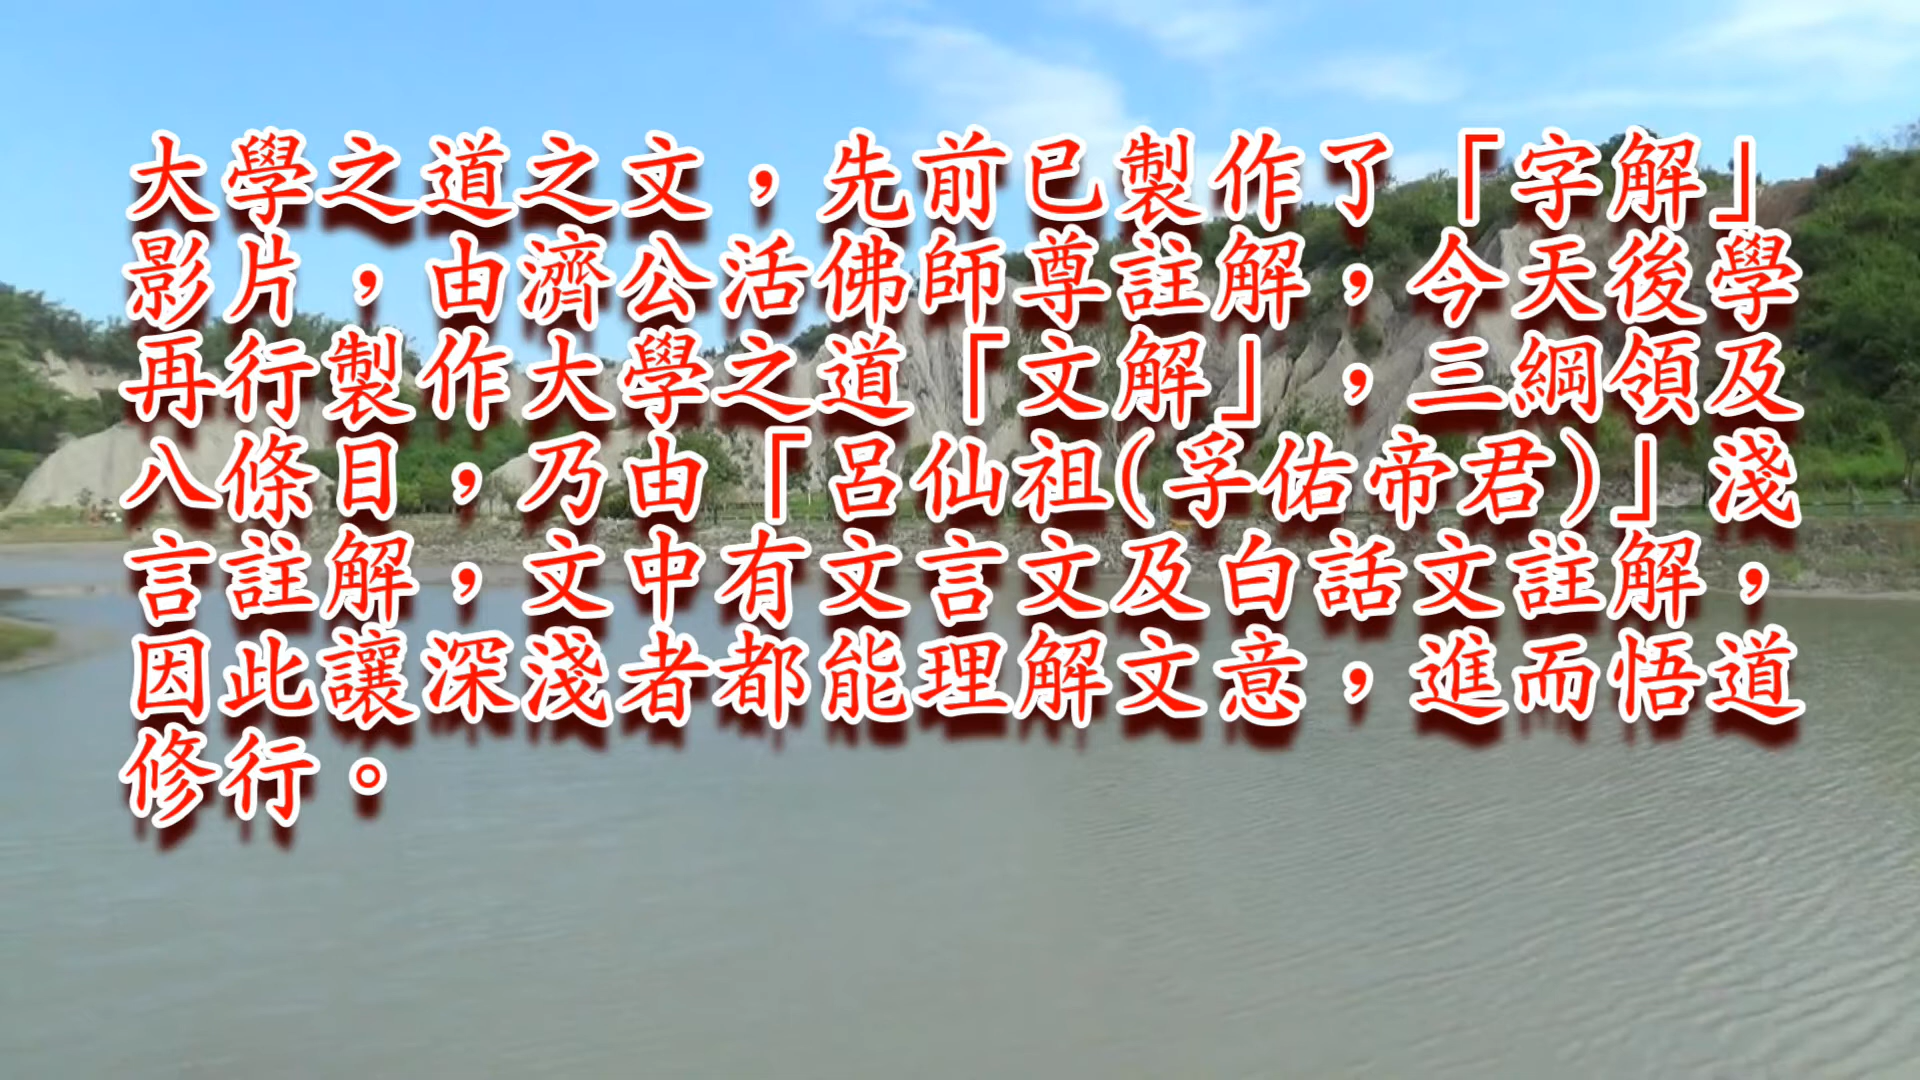 大學之道之文，先前已製作了「字解」
影片，由濟公活佛師尊註解，今天後學
再行製作大學之道「文解」，三綱領及
八條目，乃由「呂仙祖(孚佑帝君)」淺
言註解，文中有文言文及白話文註解，
因此讓深淺者都能理解文意，進而悟道
修行。